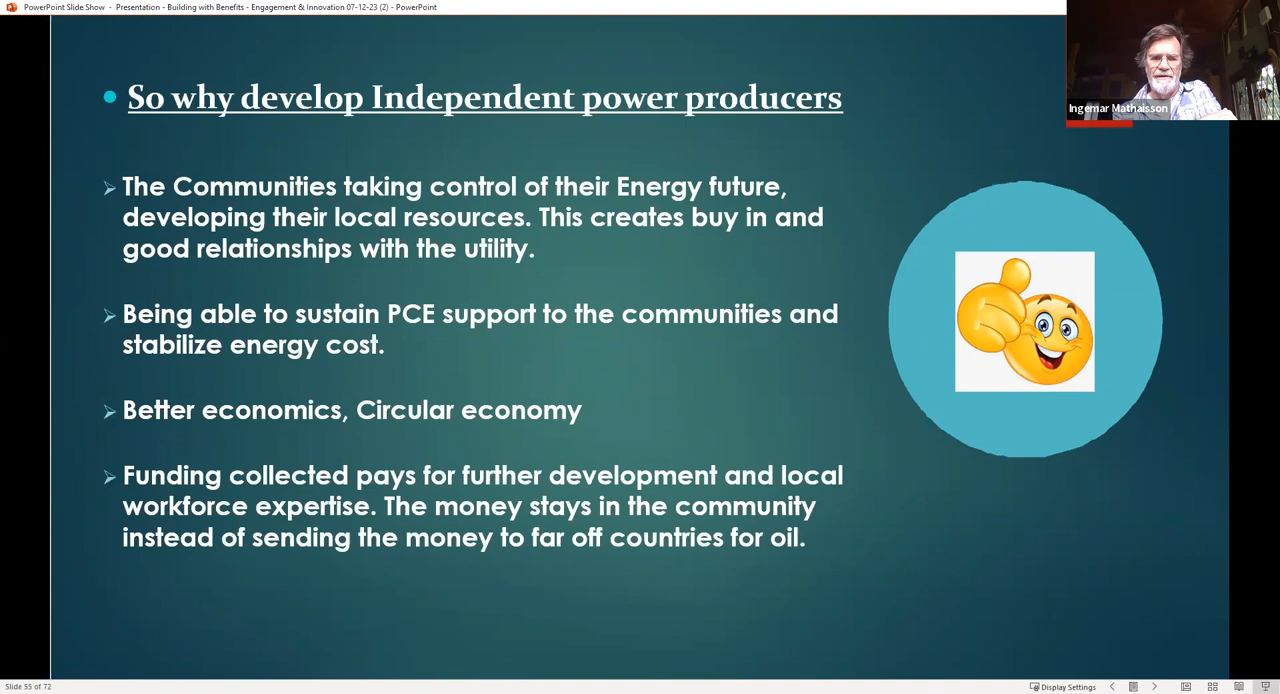 PowerPoint Slide Show - Presentation - Building with Benefits - Engagement & Innovation 07-12-23 (2) - PowerPoint
Ingemar Mathaisson
So why develop Independent power producers
The Communities taking control of their Energy future,
developing their local resources. This creates buy in and
good relationships with the utility.
Being able to sustain PCE support to the communities and
stabilize energy cost.
Better economics, Circular economy
Funding collected pays for further development and local
workforce expertise. The money stays in the community
instead of sending the money to far off countries for oil.
Slide 55 of 72
Display Settings